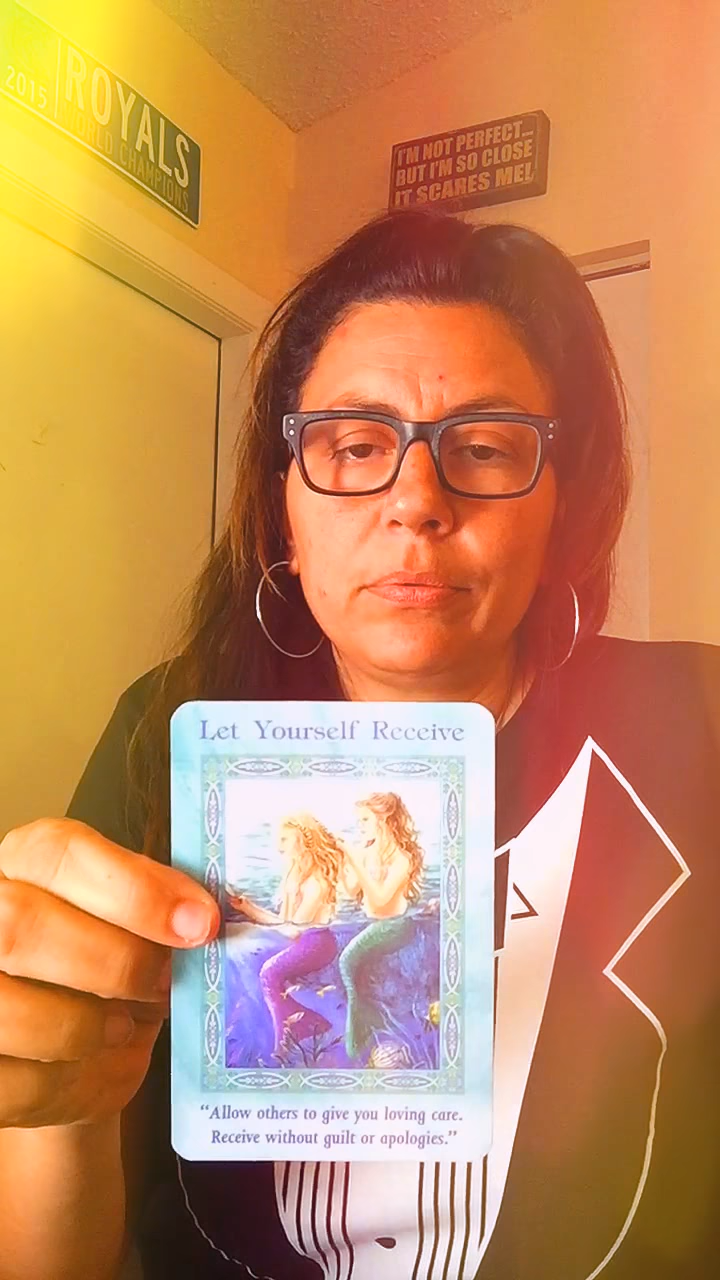 2015
ROYALS
WORLD CHAMPIONS
I'M NOT PERFECT...
BUT I'M SO CLOSE
IT SCARES ME!
Let Yourself Receive
“Allow others to give you loving care.
Receive without guilt or apologies.”